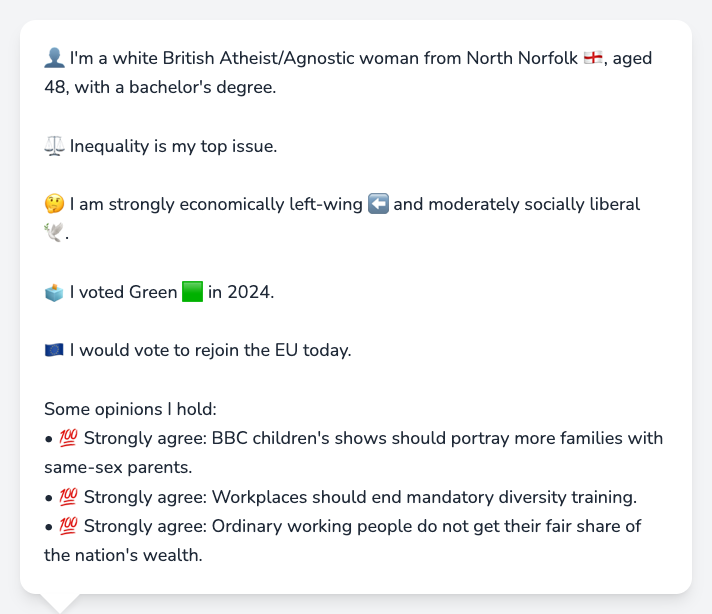 👤 I'm a white British Atheist/Agnostic woman from North Norfolk 🏴󠁧󠁢󠁥󠁮󠁧󠁿, aged
48, with a bachelor's degree.
⚖️ Inequality is my top issue.
🤔 I am strongly economically left-wing ⬅️ and moderately socially liberal
🕊️.
🗳️ I voted Green 🟩 in 2024.
🇪🇺 I would vote to rejoin the EU today.
Some opinions I hold:
• 💯 Strongly agree: BBC children's shows should portray more families with
same-sex parents.
• 💯 Strongly agree: Workplaces should end mandatory diversity training.
• 💯 Strongly agree: Ordinary working people do not get their fair share of
the nation's wealth.